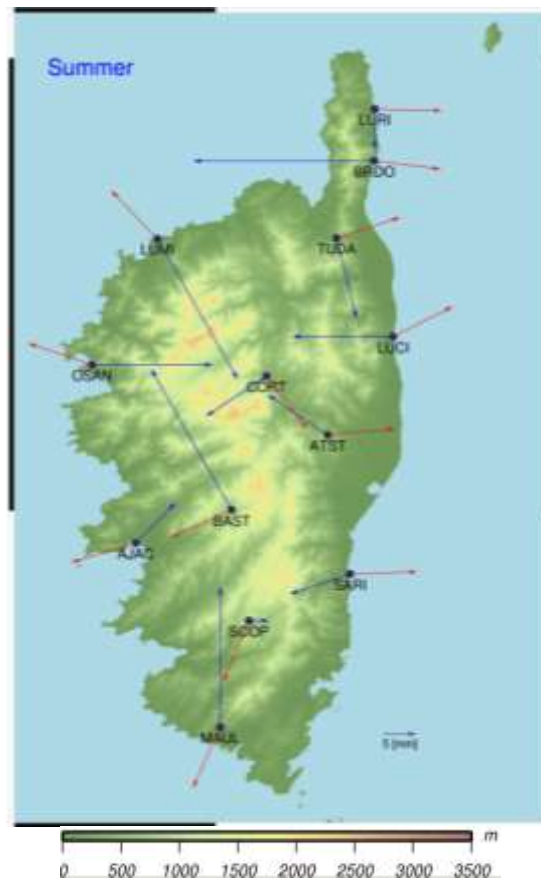 Summer
LURI
BRDO
LUMI
TUDA
LUCI
OSAN
CORT
ATST
BAST
AJAC
SARI
SCOP
MAUL
5 [mm]
m
0 500 1000 1500 2000 2500 3000 3500